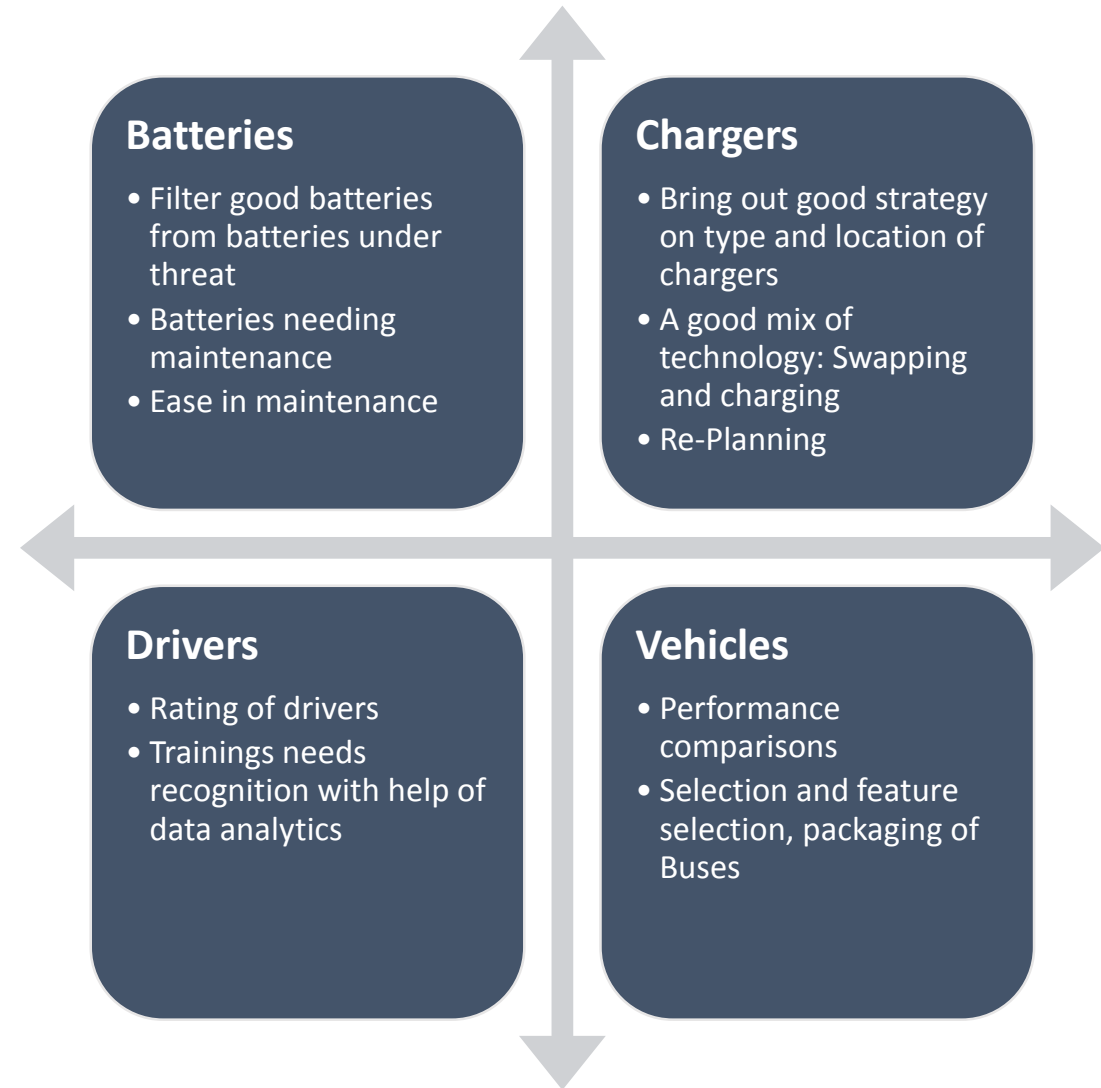 Batteries
• Filter good batteries
from batteries under
threat
• Batteries needing
maintenance
• Ease in maintenance
Chargers
• Bring out good strategy
on type and location of
chargers
• A good mix of
technology: Swapping
and charging
• Re-Planning
Drivers
• Rating of drivers
• Trainings needs
recognition with help of
data analytics
Vehicles
• Performance
comparisons
• Selection and feature
selection, packaging of
Buses